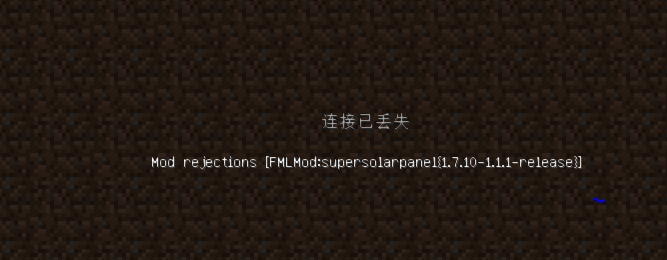 连接已丢失
Mod rejections [FMLMod:supersolarpanel{1.7.10-1.1.1-release}]